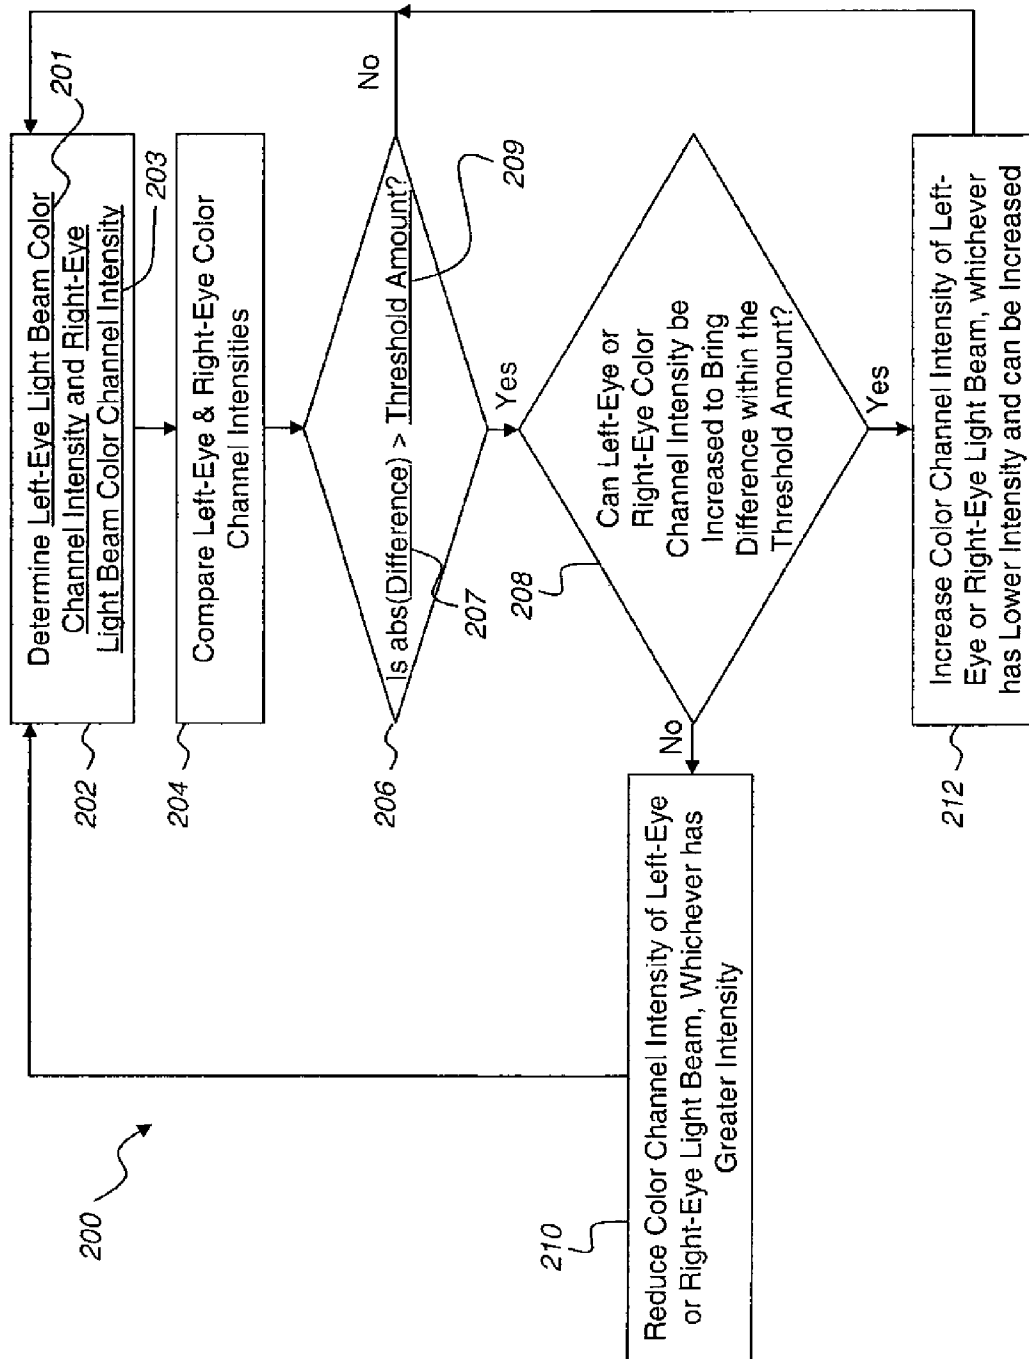 200
Determine Left-Eye Light Beam Color
Channel Intensity and Right-Eye
Light Beam Color Channel Intensity
201
203
202
Compare Left-Eye & Right-Eye Color
Channel Intensities
204
Is abs(Difference) > Threshold Amount?
206
207
209
No
Yes
Can Left-Eye or
Right-Eye Color
Channel Intensity be
Increased to Bring
Difference within the
Threshold Amount?
208
No
Yes
Reduce Color Channel Intensity of Left-Eye
or Right-Eye Light Beam, Whichever has
Greater Intensity
210
Increase Color Channel Intensity of Left-
Eye or Right-Eye Light Beam, whichever
has Lower Intensity and can be Increased
212